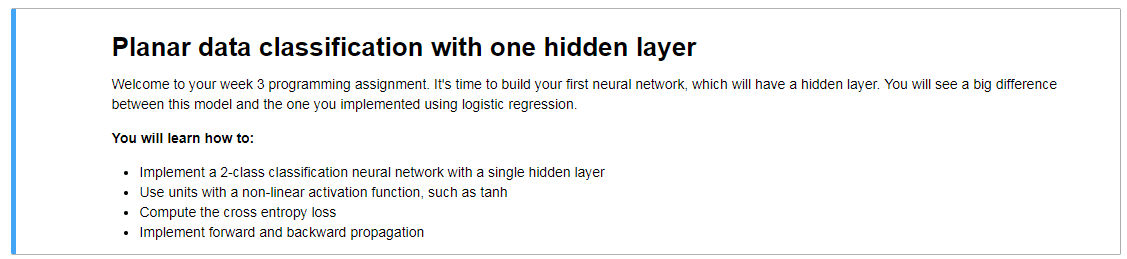 Planar data classification with one hidden layer
Welcome to your week 3 programming assignment. It's time to build your first neural network, which will have a hidden layer. You will see a big difference
between this model and the one you implemented using logistic regression.
You will learn how to:
• Implement a 2-class classification neural network with a single hidden layer
• Use units with a non-linear activation function, such as tanh
• Compute the cross entropy loss
• Implement forward and backward propagation